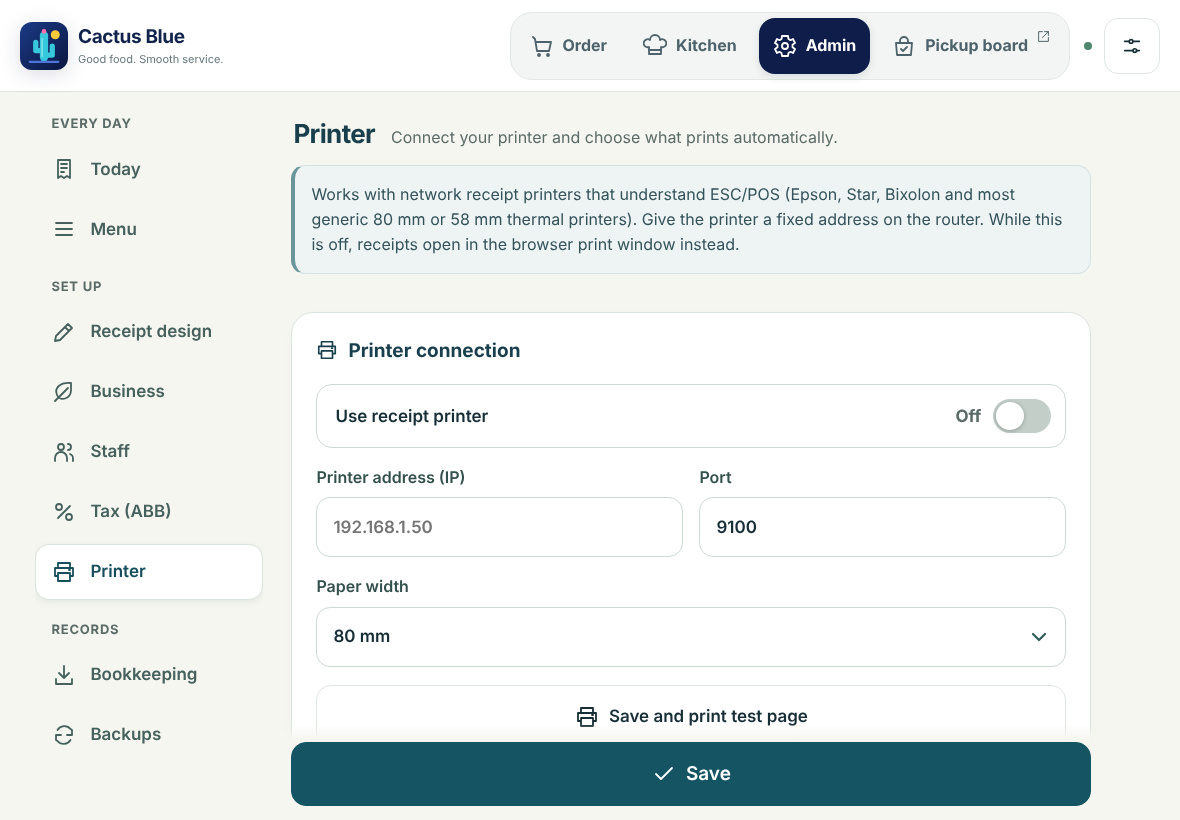 Cactus Blue
Good food. Smooth service.
Order
Kitchen
Admin
Pickup board
EVERY DAY
Today
Menu
SET UP
Receipt design
Business
Staff
Tax (ABB)
Printer
RECORDS
Bookkeeping
Backups
Printer
Connect your printer and choose what prints automatically.
Works with network receipt printers that understand ESC/POS (Epson, Star, Bixolon and most
generic 80 mm or 58 mm thermal printers). Give the printer a fixed address on the router. While this
is off, receipts open in the browser print window instead.
Printer connection
Use receipt printer
Off
Printer address (IP)
192.168.1.50
Port
9100
Paper width
80 mm
Save and print test page
Save